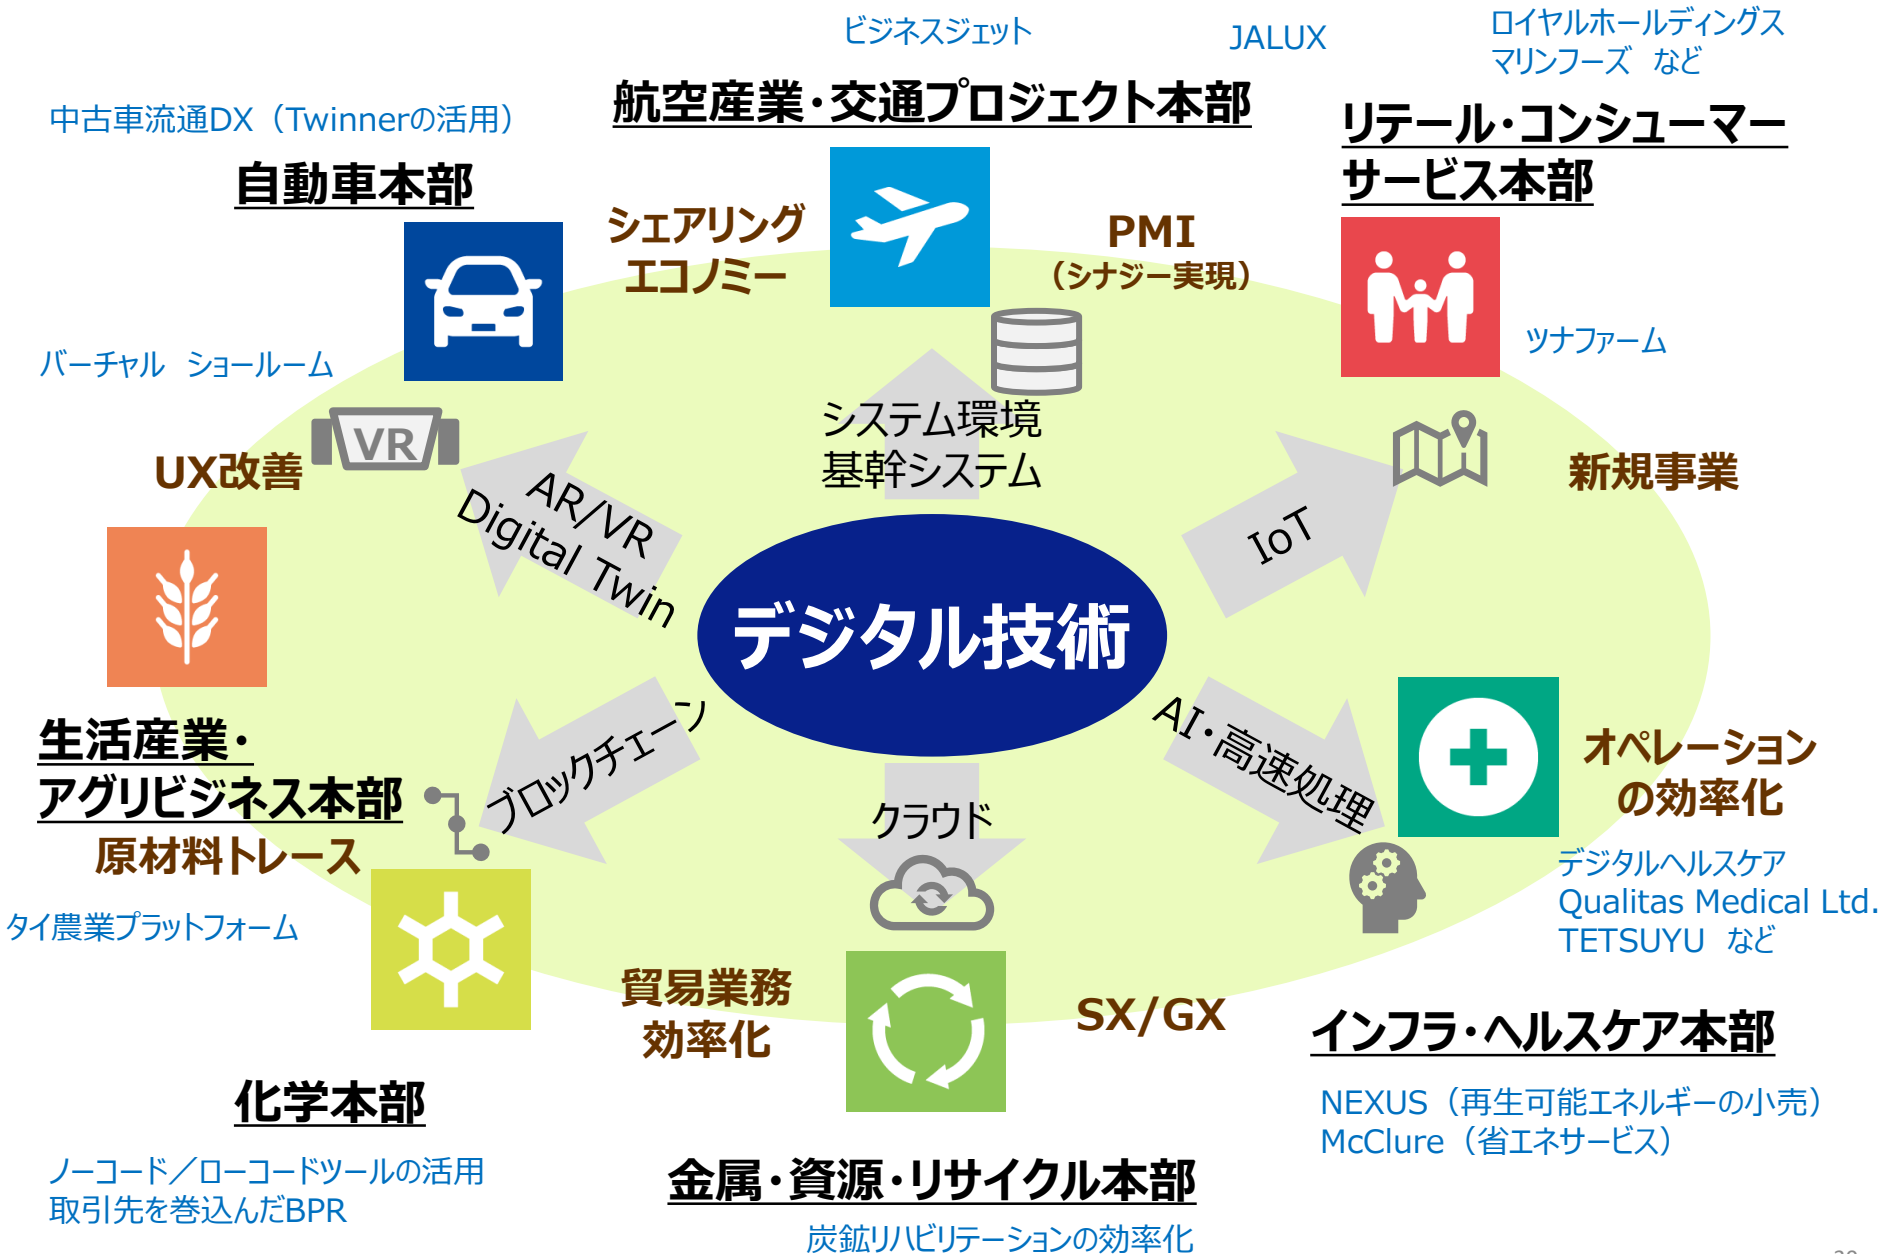 ビジネスジェット
JALUX
ロイヤルホールディングス
マリンフーズ　など
中古車流通DX（Twinnerの活用）
航空産業・交通プロジェクト本部
リテール・コンシューマー
サービス本部
自動車本部
シェアリング
エコノミー
PMI
（シナジー実現）
バーチャル　ショールーム
ツナファーム
VR
UX改善
システム環境
基幹システム
新規事業
AR/VR
Digital Twin
IoT
デジタル技術
生活産業・
アグリビジネス本部
原材料トレース
ブロックチェーン
クラウド
AI・高速処理
オペレーション
の効率化
タイ農業プラットフォーム
デジタルヘルスケア
Qualitas Medical Ltd.
TETSUYU　など
貿易業務
効率化
SX/GX
インフラ・ヘルスケア本部
化学本部
NEXUS（再生可能エネルギーの小売）
McClure（省エネサービス）
ノーコード／ローコードツールの活用
取引先を巻込んだBPR
金属・資源・リサイクル本部
炭鉱リハビリテーションの効率化